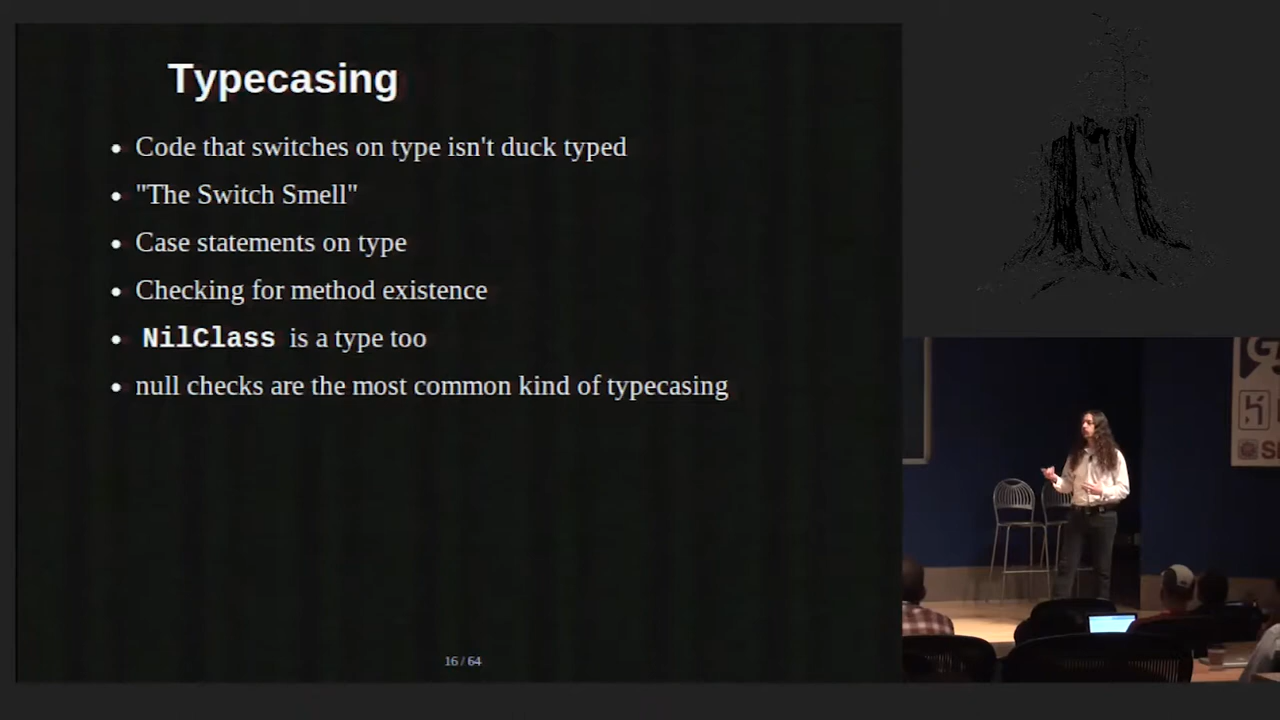 Typecasing
• Code that switches on type isn't duck typed
• "The Switch Smell"
• Case statements on type
• Checking for method existence
• NilClass is a type too
• null checks are the most common kind of typecasing
16 / 64